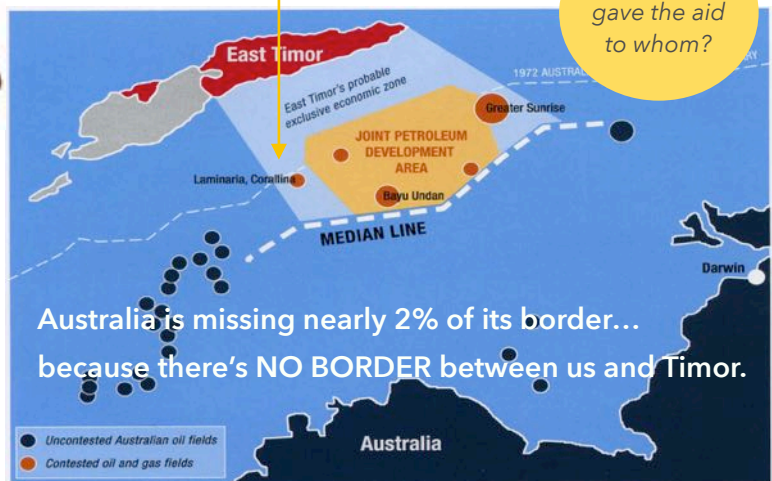 gave the aid
to whom?
East Timor
East Timor's probable
exclusive economic zone
1972 AUSTRAL
RY
Greater Sunrise
JOINT PETROLEUM
DEVELOPMENT
AREA
Laminaria, Corallina
Bayu Undan
MEDIAN LINE
Darwin
Australia is missing nearly 2% of its border…
because there's NO BORDER between us and Timor.
Uncontested Australian oil fields
Contested oil and gas fields
Australia